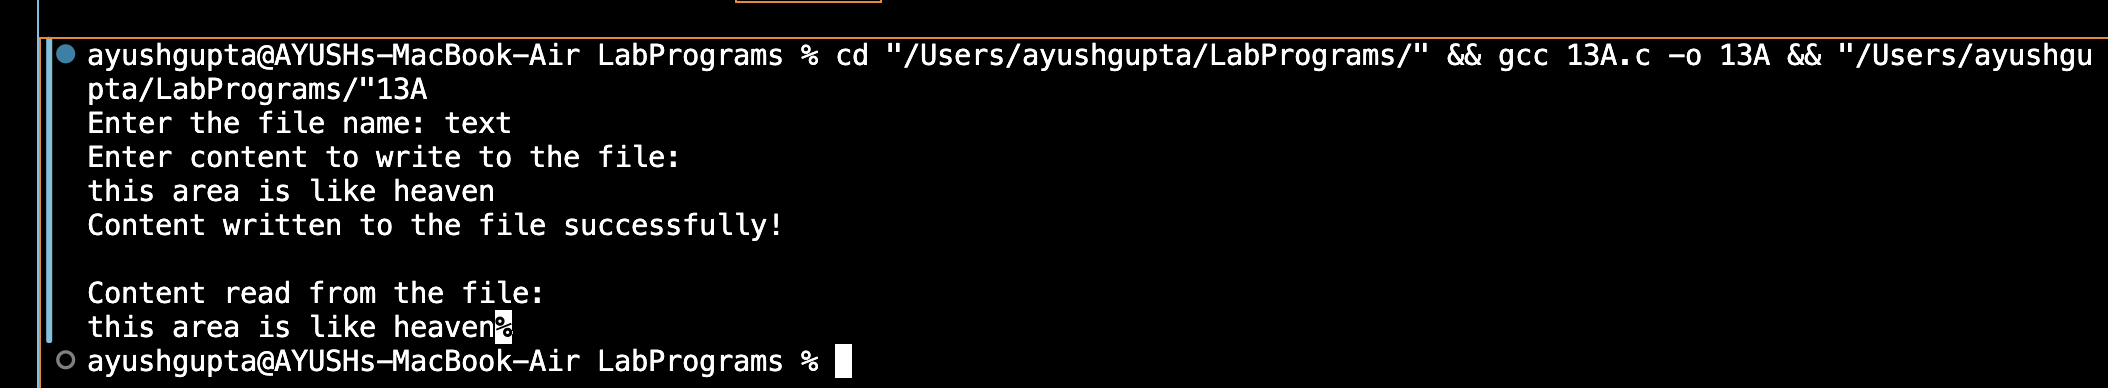 ayushgupta@AYUSHs-MacBook-Air LabPrograms % cd "/Users/ayushgupta/LabPrograms/" && gcc 13A.c -o 13A && "/Users/ayushgu
pta/LabPrograms/"13A
Enter the file name: text
Enter content to write to the file:
this area is like heaven
Content written to the file successfully!

Content read from the file:
this area is like heaven%
ayushgupta@AYUSHs-MacBook-Air LabPrograms %